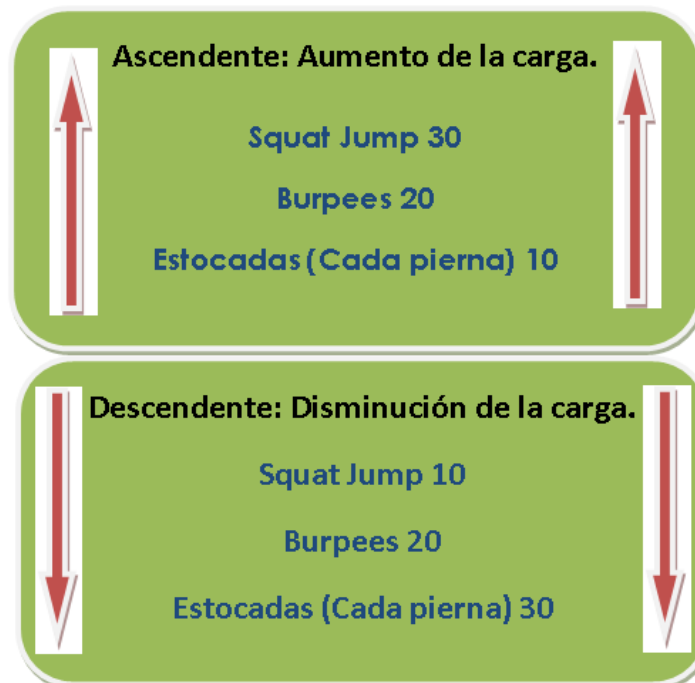 Ascendente: Aumento de la carga.
Squat Jump 30
Burpees 20
Estocadas (Cada pierna) 10
Descendente: Disminución de la carga.
Squat Jump 10
Burpees 20
Estocadas (Cada pierna) 30